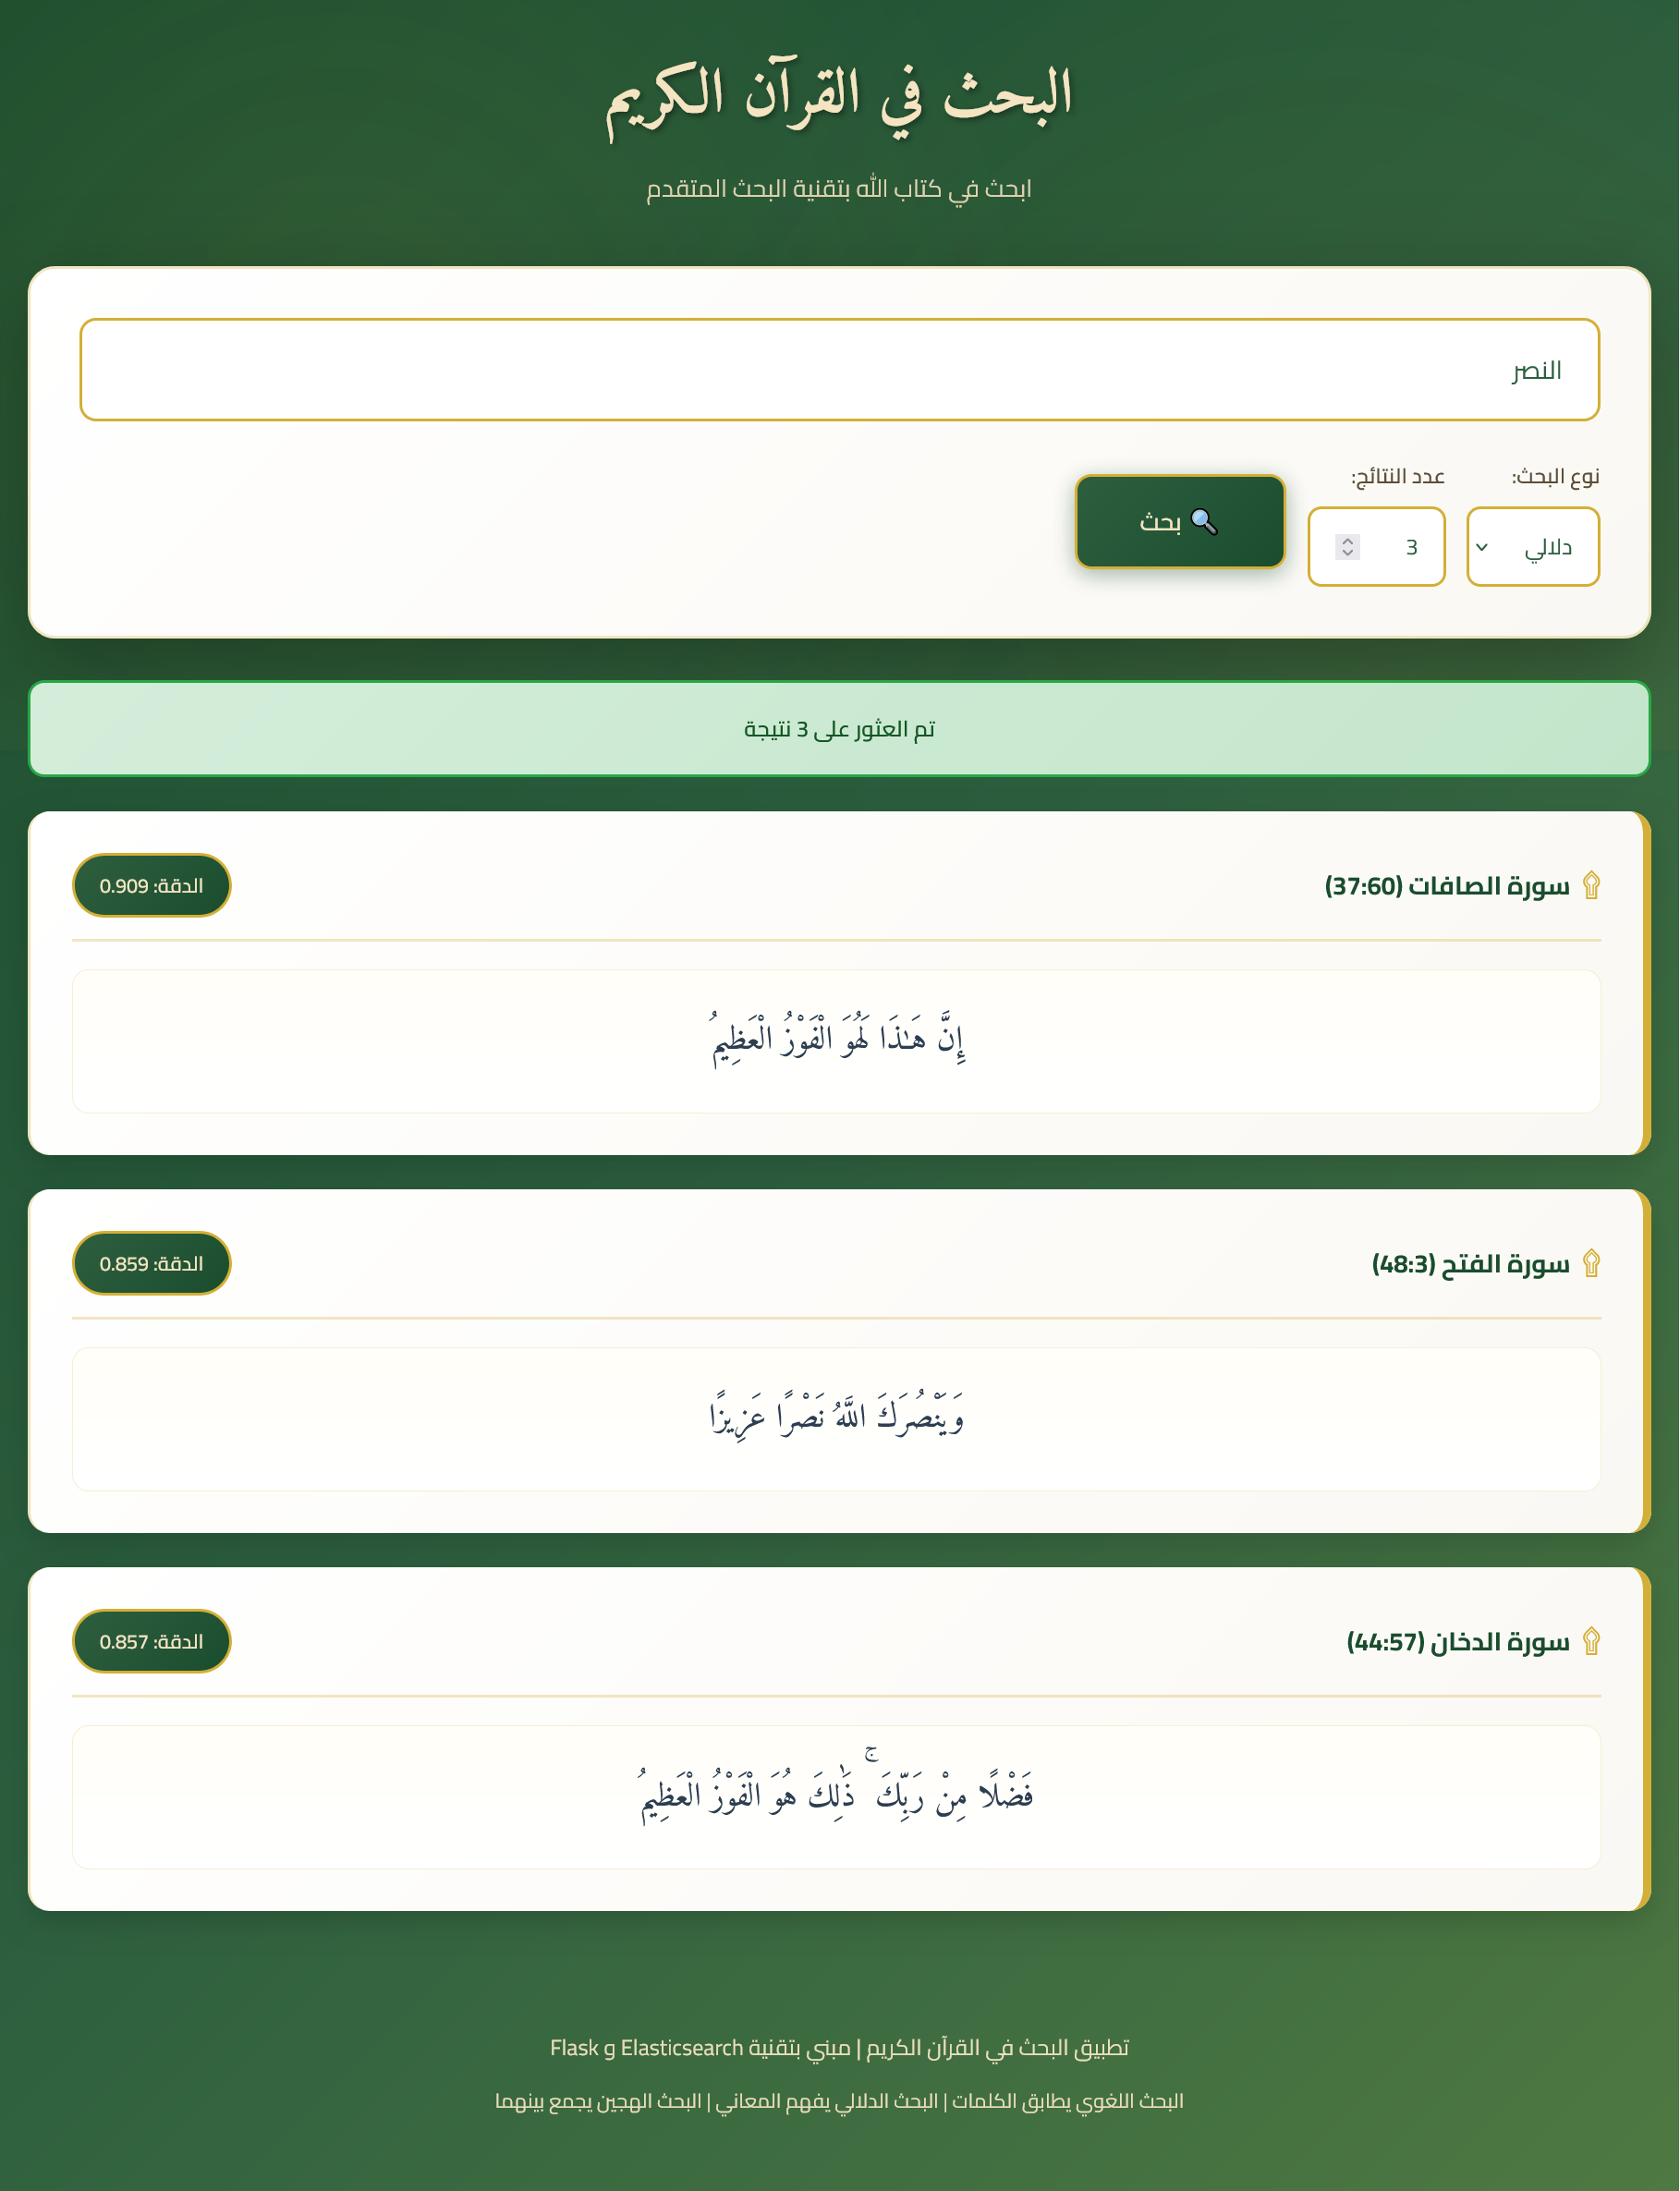 البحث في القرآن الكريم
ابحث في كتاب الله بتقنية البحث المتقدم
النصر
نوع البحث:
دلالي
عدد النتائج:
3
🔍 بحث
تم العثور على 3 نتيجة
۩ سورة الصافات (37:60)
الدقة: 0.909
إِنَّ هَـٰذَا لَهُوَ الْفَوْزُ الْعَظِيمُ
۩ سورة الفتح (48:3)
الدقة: 0.859
وَيَنْصُرَكَ اللَّهُ نَصْرًا عَزِيزًا
۩ سورة الدخان (44:57)
الدقة: 0.857
فَضْلًا مِنْ رَبِّكَ ۚ ذَٰلِكَ هُوَ الْفَوْزُ الْعَظِيمُ
تطبيق البحث في القرآن الكريم | مبني بتقنية Elasticsearch و Flask
البحث اللغوي يطابق الكلمات | البحث الدلالي يفهم المعاني | البحث الهجين يجمع بينهما